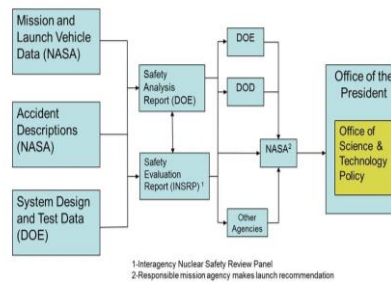 Mission and
Launch Vehicle
Data (NASA)
Accident
Descriptions
(NASA)
System Design
and Test Data
(DOE)
Safety
Analysis
Report (DOE)
Safety
Evaluation
Report (INSRP) 1
DOE
DOD
NASA2
Other
Agencies
Office of the
President
Office of
Science &
Technology
Policy
1-Interagency Nuclear Safety Review Panel
2-Responsible mission agency makes launch recommendation